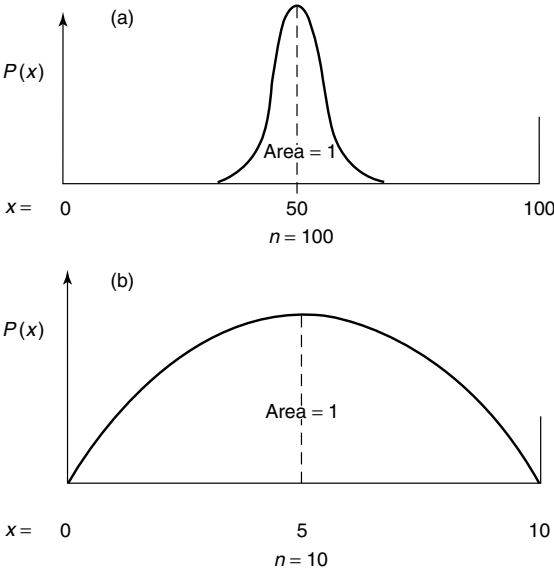 (a)
P(x)
Area = 1
x = 0 50 100
n = 100
(b)
P(x)
Area = 1
x = 0 5 10
n = 10